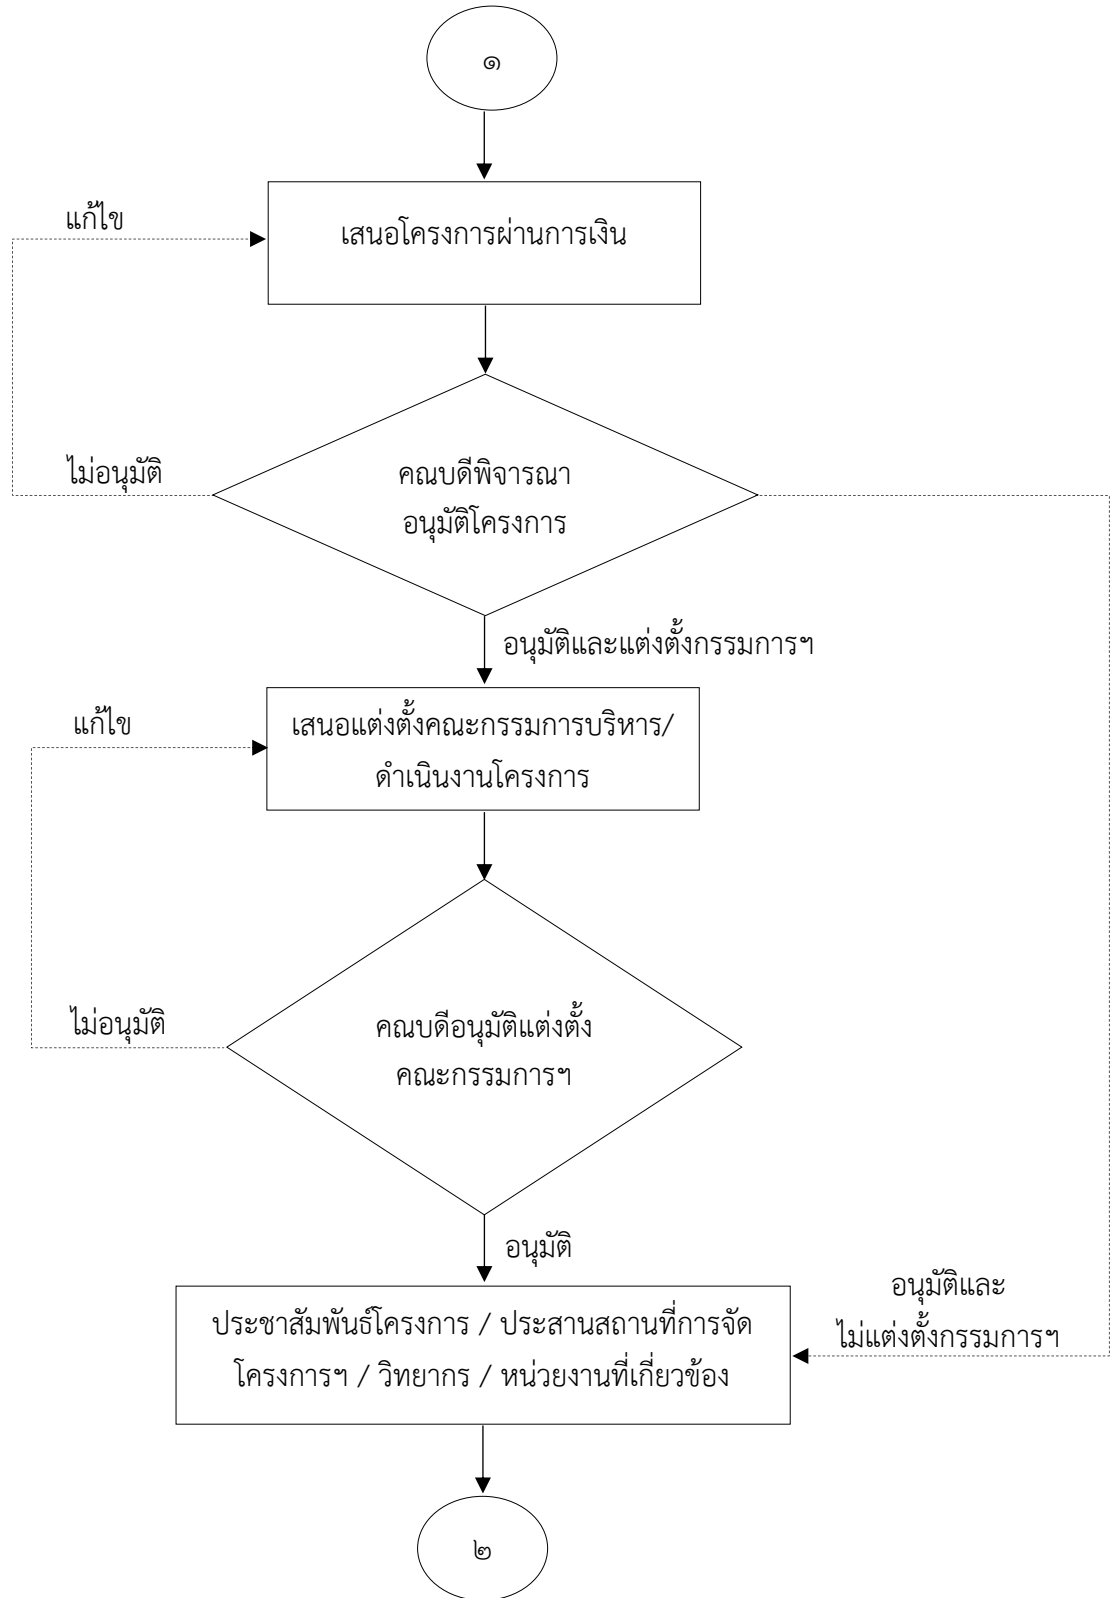 ๑
แก้ไข
เสนอโครงการผ่านการเงิน
ไม่อนุมัติ
คณบดีพิจารณา
อนุมัติโครงการ
อนุมัติและแต่งตั้งกรรมการฯ
แก้ไข
เสนอแต่งตั้งคณะกรรมการบริหาร/
ดำเนินงานโครงการ
ไม่อนุมัติ
คณบดีอนุมัติแต่งตั้ง
คณะกรรมการฯ
อนุมัติ
อนุมัติและ
ไม่แต่งตั้งกรรมการฯ
ประชาสัมพันธ์โครงการ / ประสานสถานที่การจัด
โครงการฯ / วิทยากร / หน่วยงานที่เกี่ยวข้อง
๒